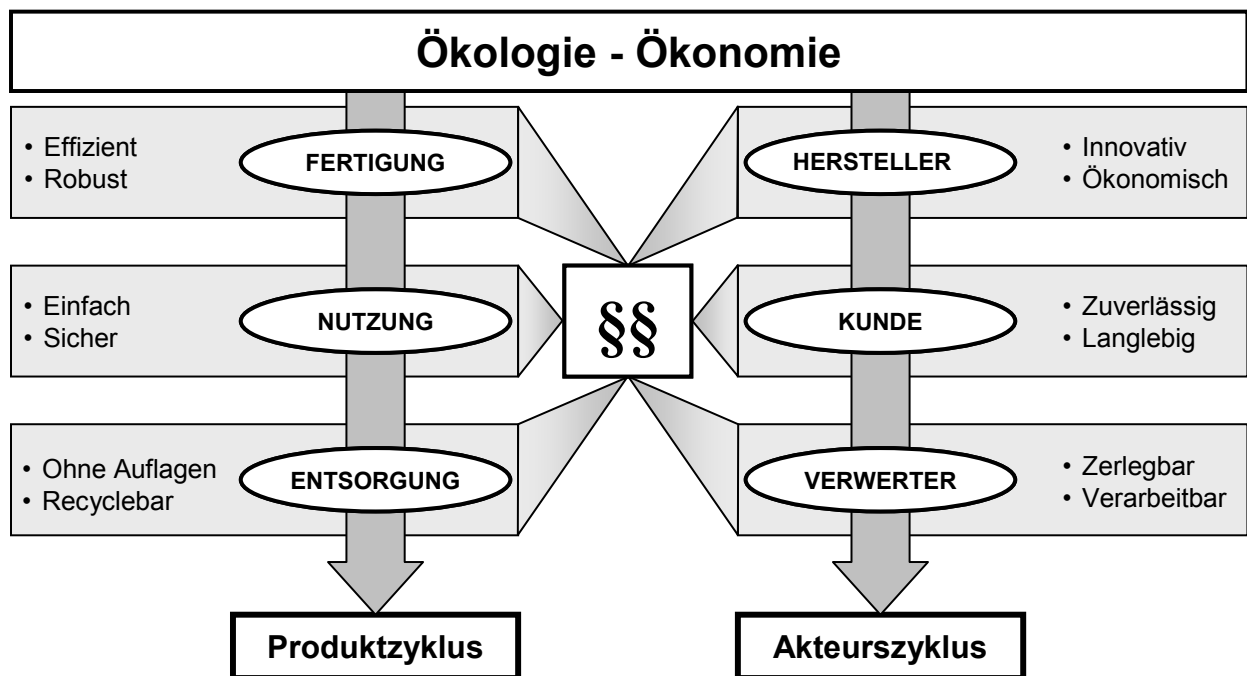 Ökologie - Ökonomie
• Effizient
• Robust
FERTIGUNG
HERSTELLER
• Innovativ
• Ökonomisch
• Einfach
• Sicher
NUTZUNG
§§
KUNDE
• Zuverlässig
• Langlebig
• Ohne Auflagen
• Recyclebar
ENTSORGUNG
VERWERTER
• Zerlegbar
• Verarbeitbar
Produktzyklus
Akteurszyklus